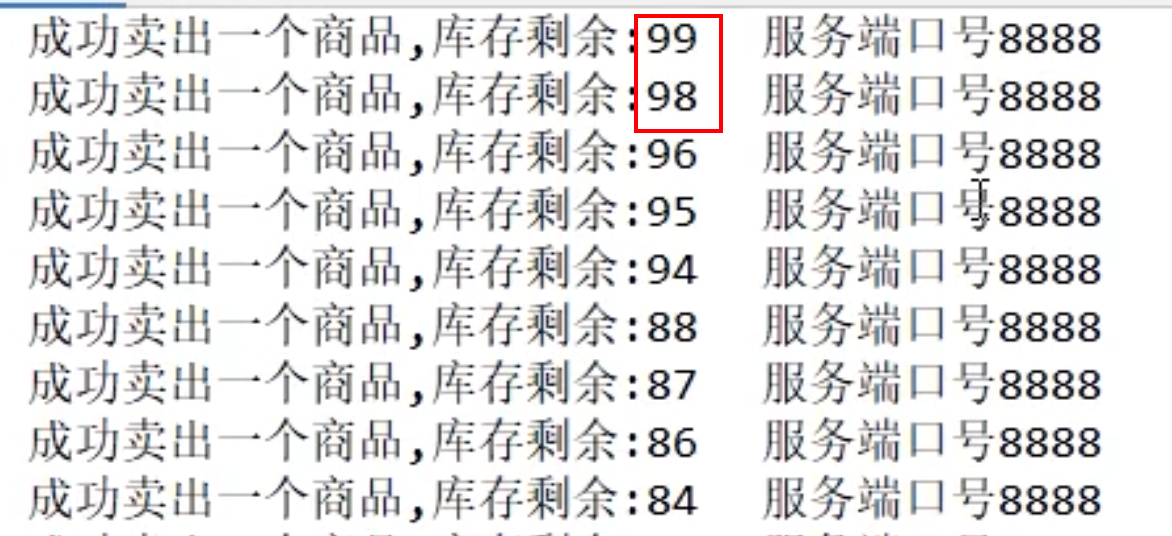 成功卖出一个商品,库存剩余:99 服务端口号8888
成功卖出一个商品,库存剩余:98 服务端口号8888
成功卖出一个商品,库存剩余:96 服务端口号8888
成功卖出一个商品,库存剩余:95 服务端口号8888
成功卖出一个商品,库存剩余:94 服务端口号8888
成功卖出一个商品,库存剩余:88 服务端口号8888
成功卖出一个商品,库存剩余:87 服务端口号8888
成功卖出一个商品,库存剩余:86 服务端口号8888
成功卖出一个商品,库存剩余:84 服务端口号8888